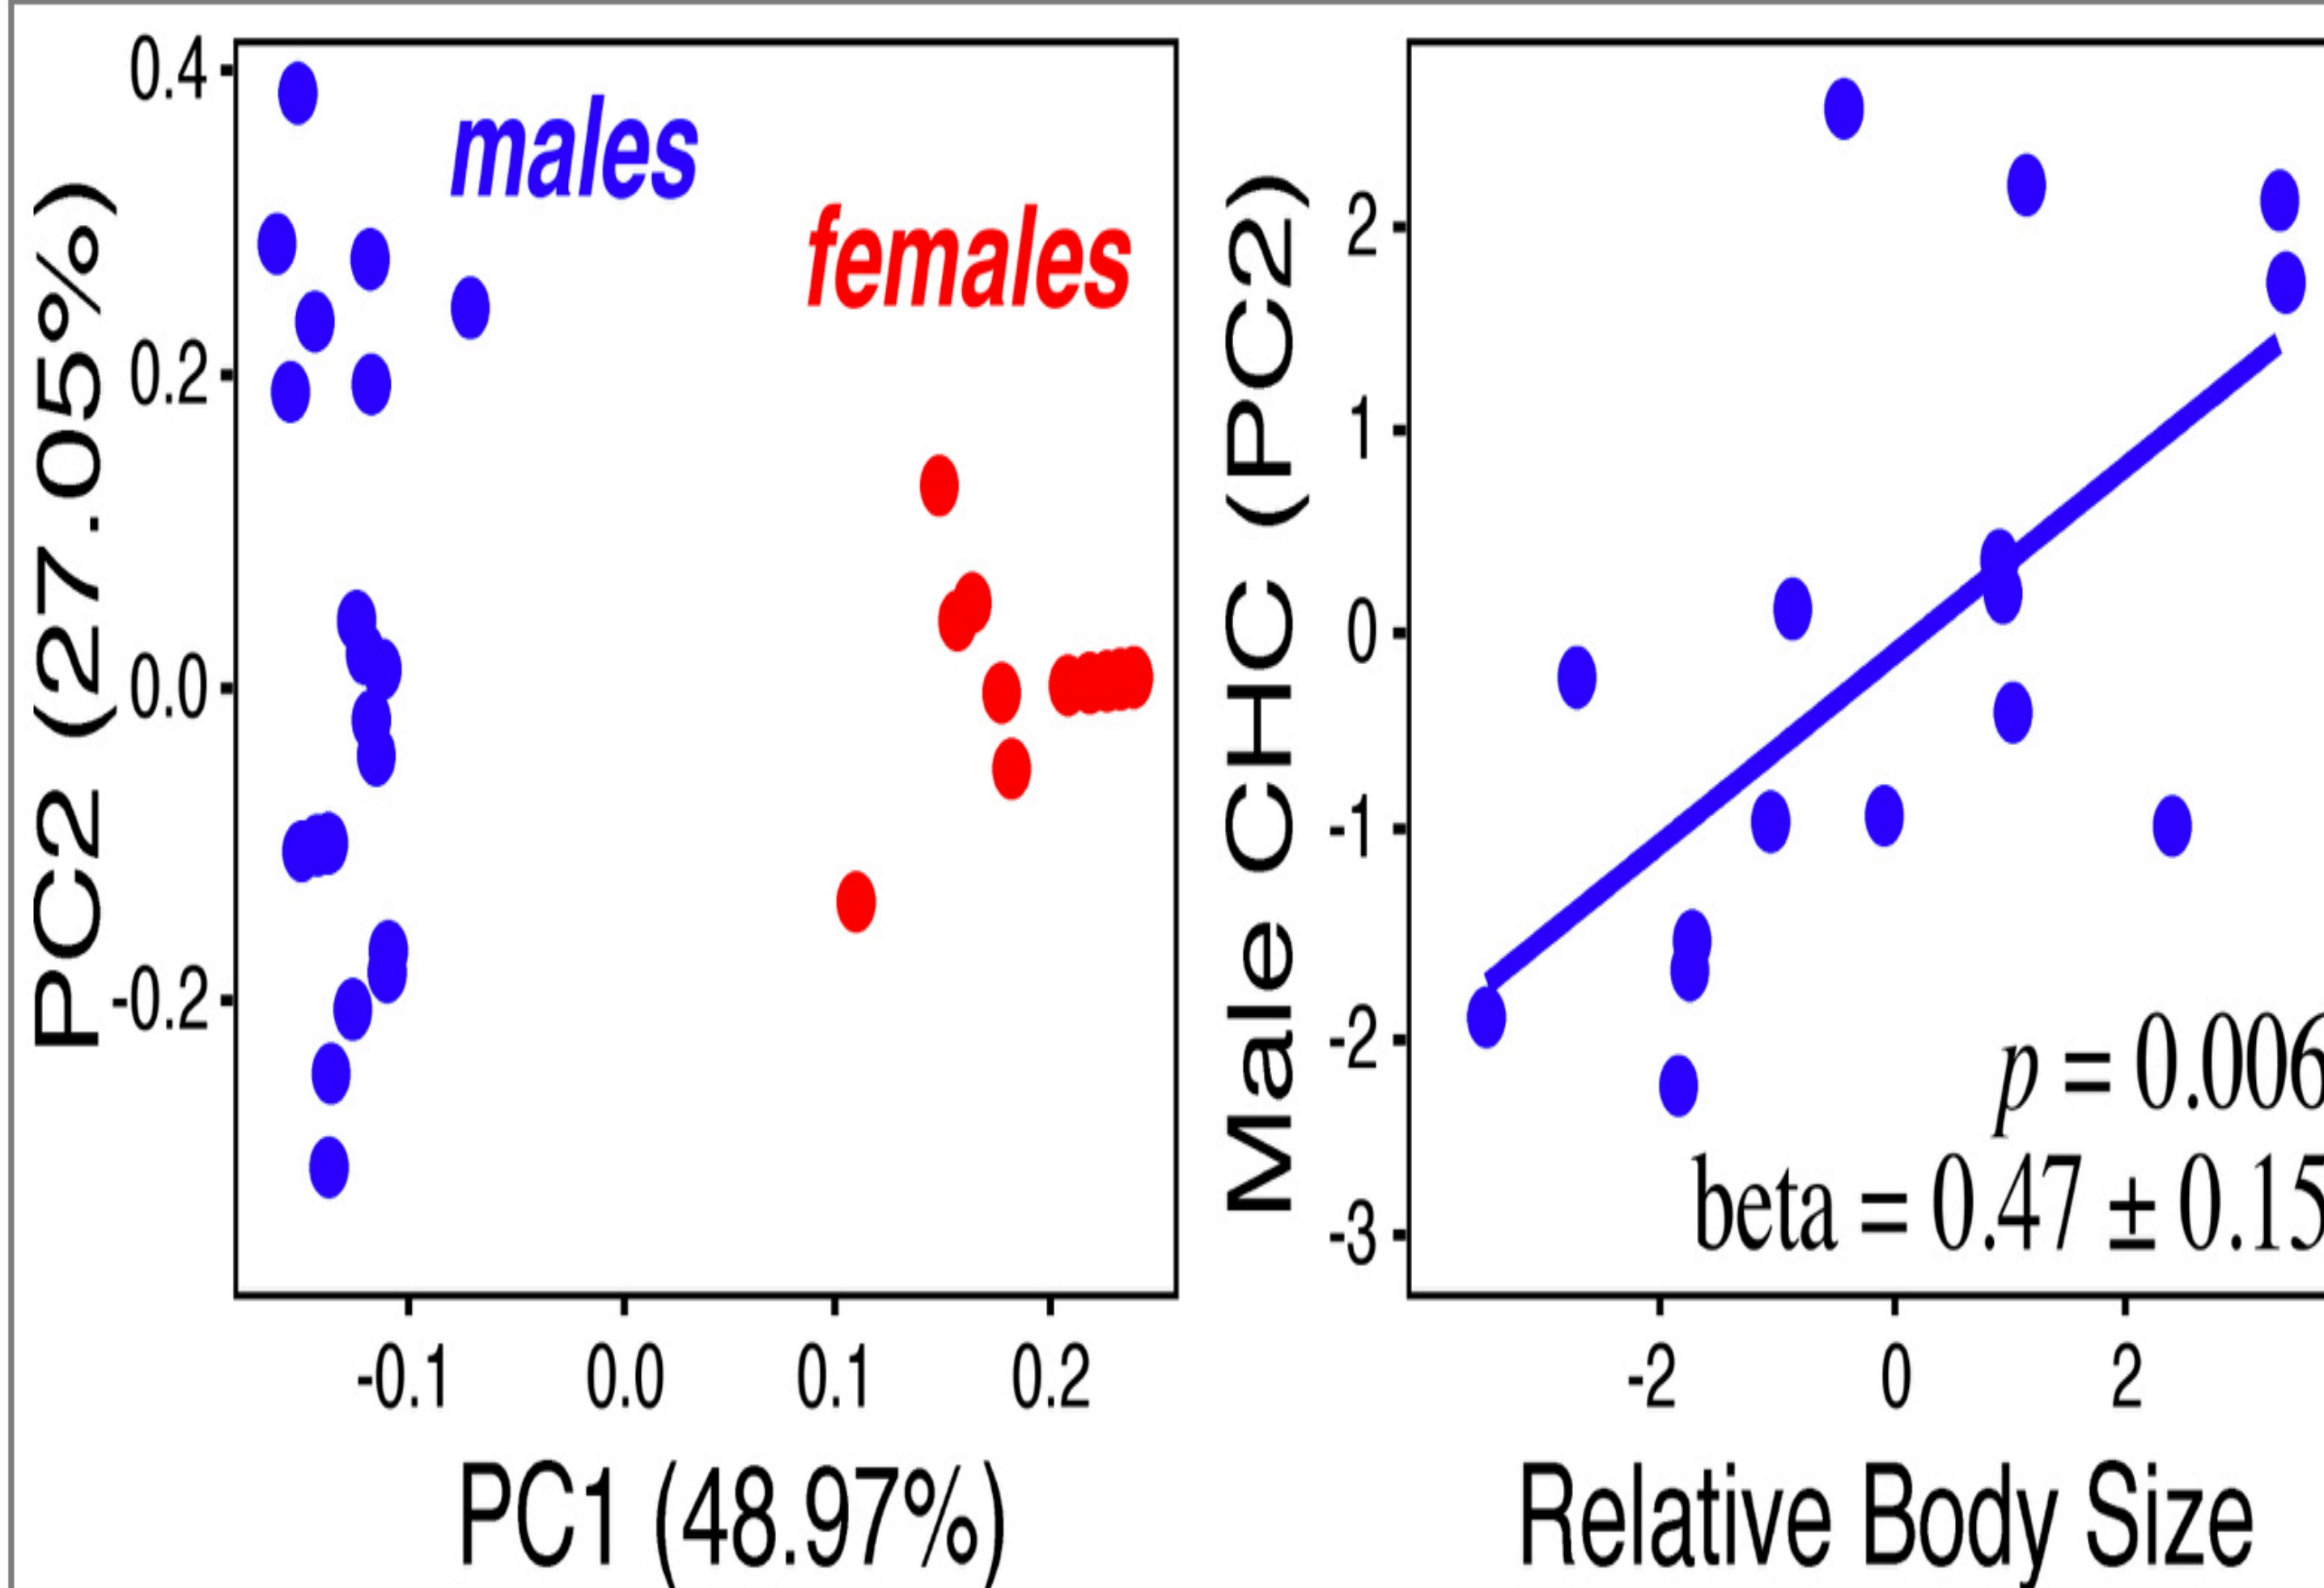 PC2 (27.05%)
0.4
0.2
0.0
-0.2
males
females
-0.1 0.0 0.1 0.2
PC1 (48.97%)
Male CHC (PC2)
2
1
0
-1
-2
-3
p = 0.006
beta = 0.47 ± 0.15
-2 0 2
Relative Body Size